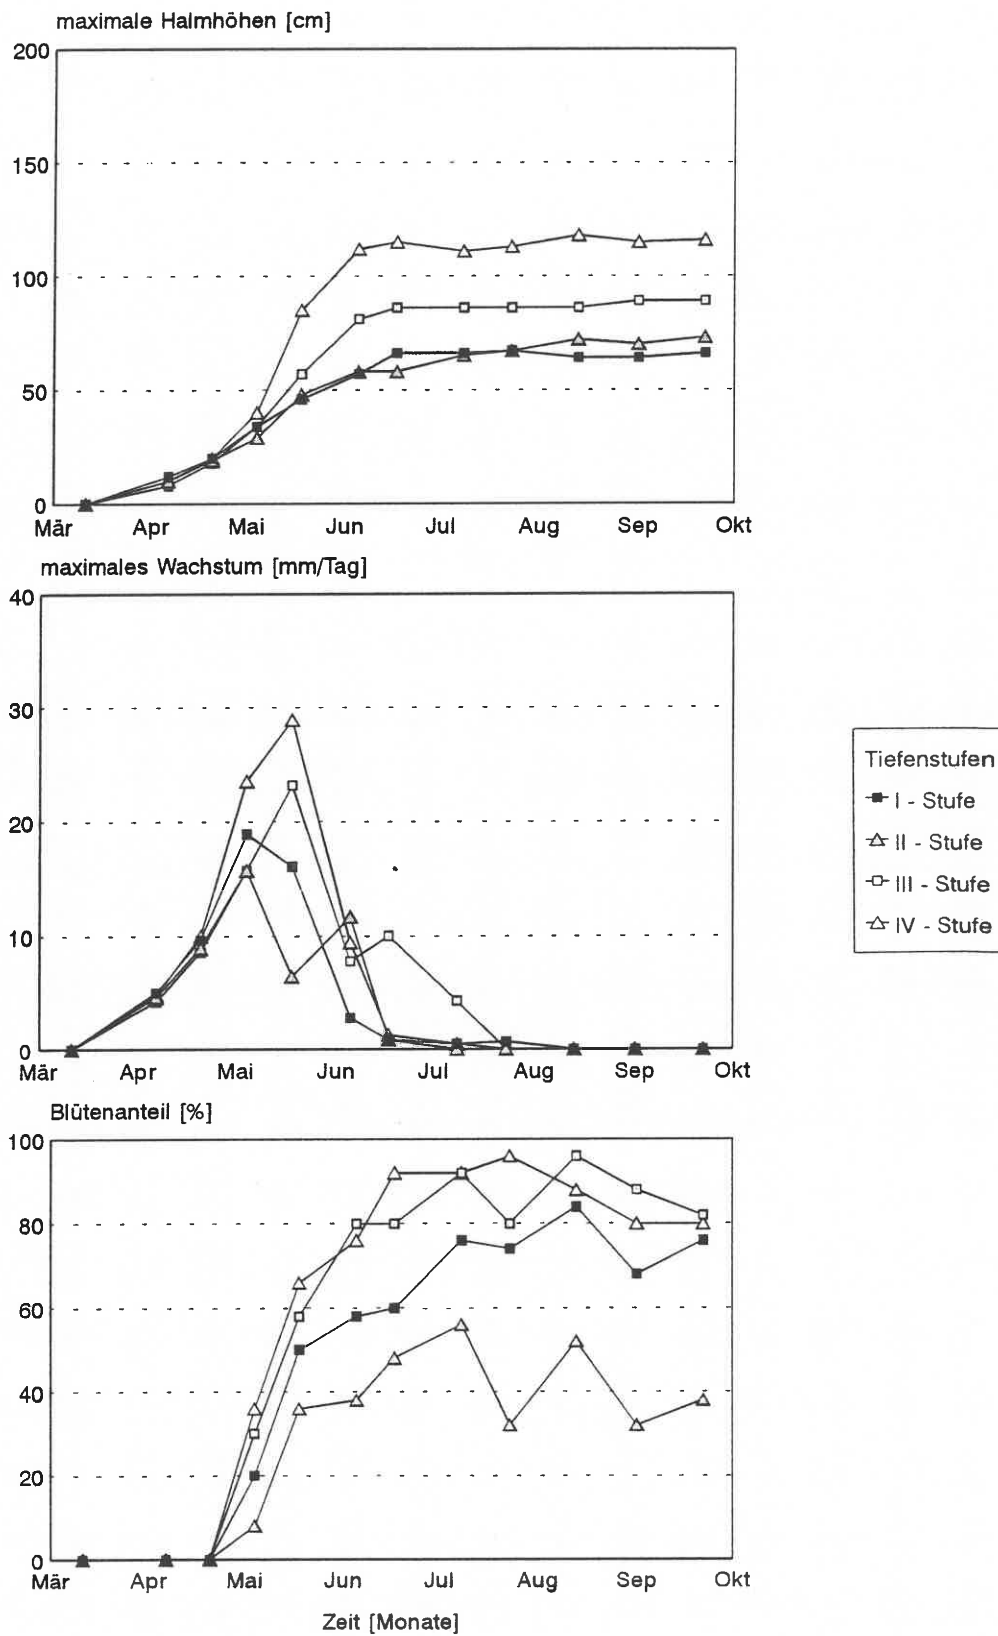 maximale Halmhöhen [cm]
200
150
100
50
0
Mär Apr Mai Jun Jul Aug Sep Okt
maximales Wachstum [mm/Tag]
40
30
20
10
0
Mär Apr Mai Jun Jul Aug Sep Okt
Tiefenstufen
I - Stufe
II - Stufe
III - Stufe
IV - Stufe
Blütenanteil [%]
100
80
60
40
20
0
Mär Apr Mai Jun Jul Aug Sep Okt
Zeit [Monate]